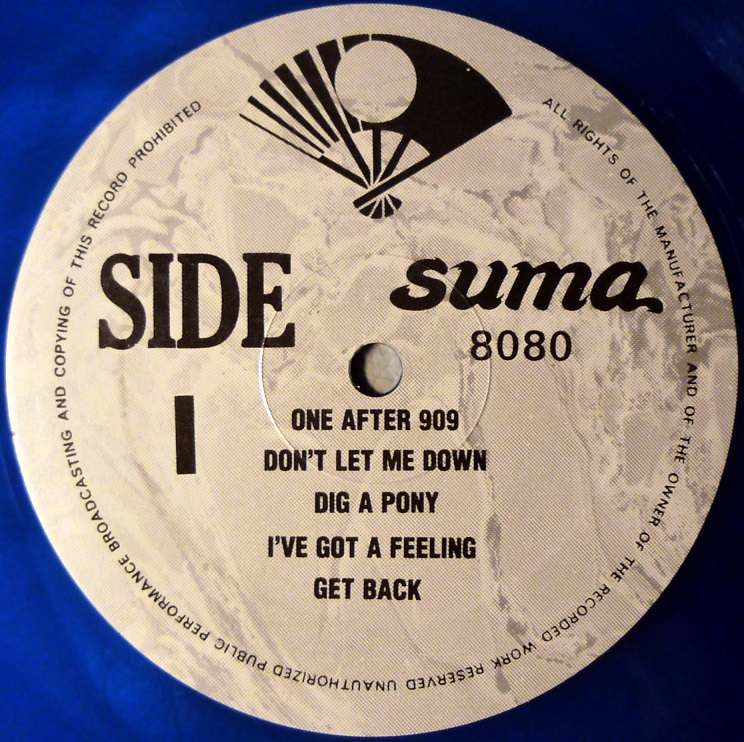 SIDE
I
suma
8080
ONE AFTER 909
DON'T LET ME DOWN
DIG A PONY
I'VE GOT A FEELING
GET BACK
ALL RIGHTS OF THE MANUFACTURER AND OF THE OWNER OF THE RECORDED WORK RESERVED UNAUTHORIZED PUBLIC PERFORMANCE BROADCASTING AND COPYING OF THIS RECORD PROHIBITED